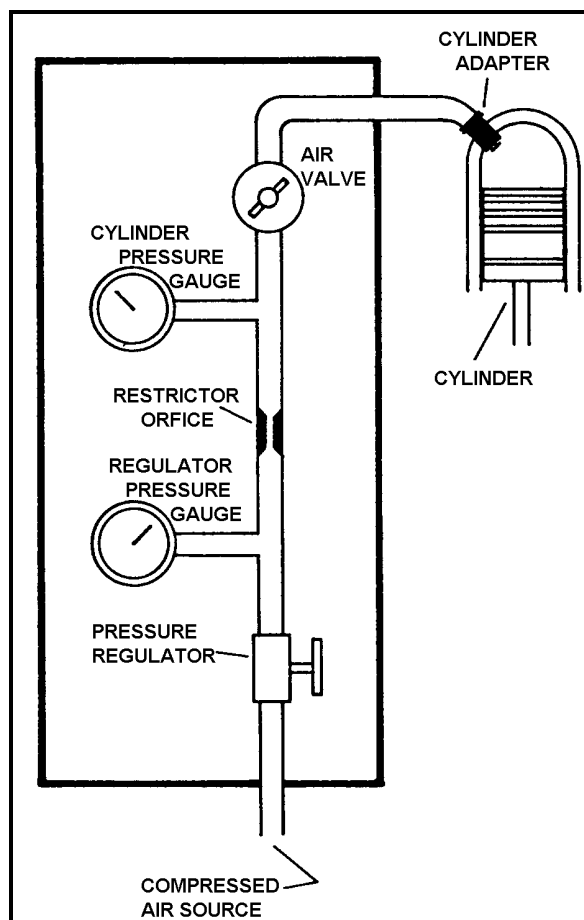 CYLINDER
ADAPTER
AIR
VALVE
CYLINDER
PRESSURE
GAUGE
CYLINDER
RESTRICTOR
ORFICE
REGULATOR
PRESSURE
GAUGE
PRESSURE
REGULATOR
COMPRESSED
AIR SOURCE